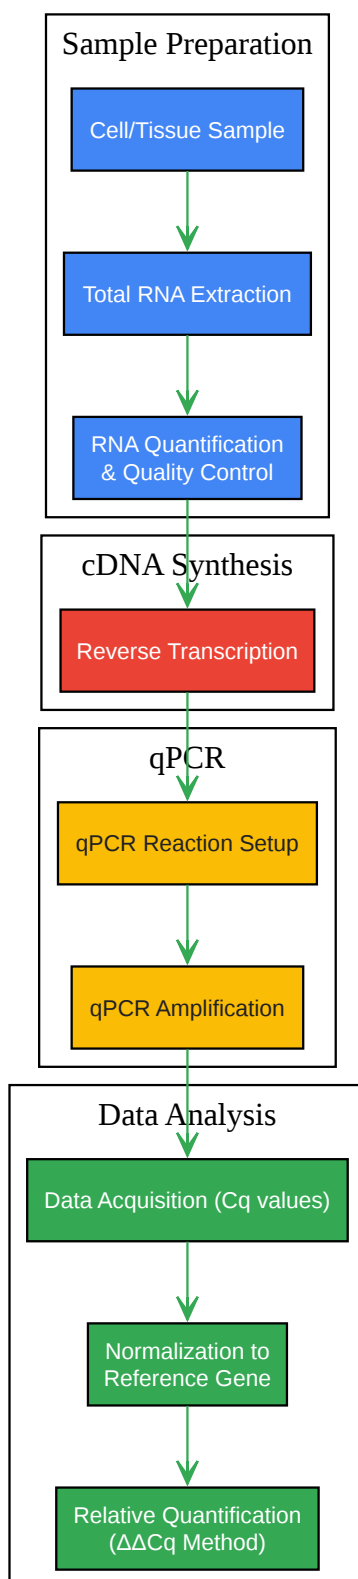 Sample Preparation
Cell/Tissue Sample
Total RNA Extraction
RNA Quantification
& Quality Control
cDNA Synthesis
Reverse Transcription
qPCR
qPCR Reaction Setup
qPCR Amplification
Data Analysis
Data Acquisition (Cq values)
Normalization to
Reference Gene
Relative Quantification
(ΔΔCq Method)